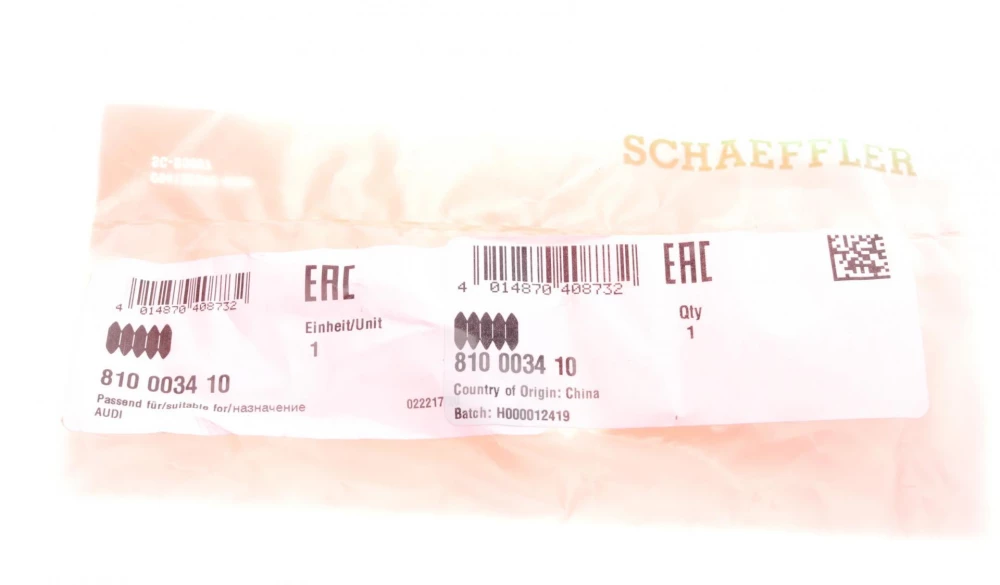 SCHAEFFLER
4 014870 408732
EAC
Einheit/Unit
1
810 0034 10
Passend für/suitable for/назначение
AUDI
022217
4 014870 408732
EAC
Qty
1
810 0034 10
Country of Origin: China
Batch: H000012419